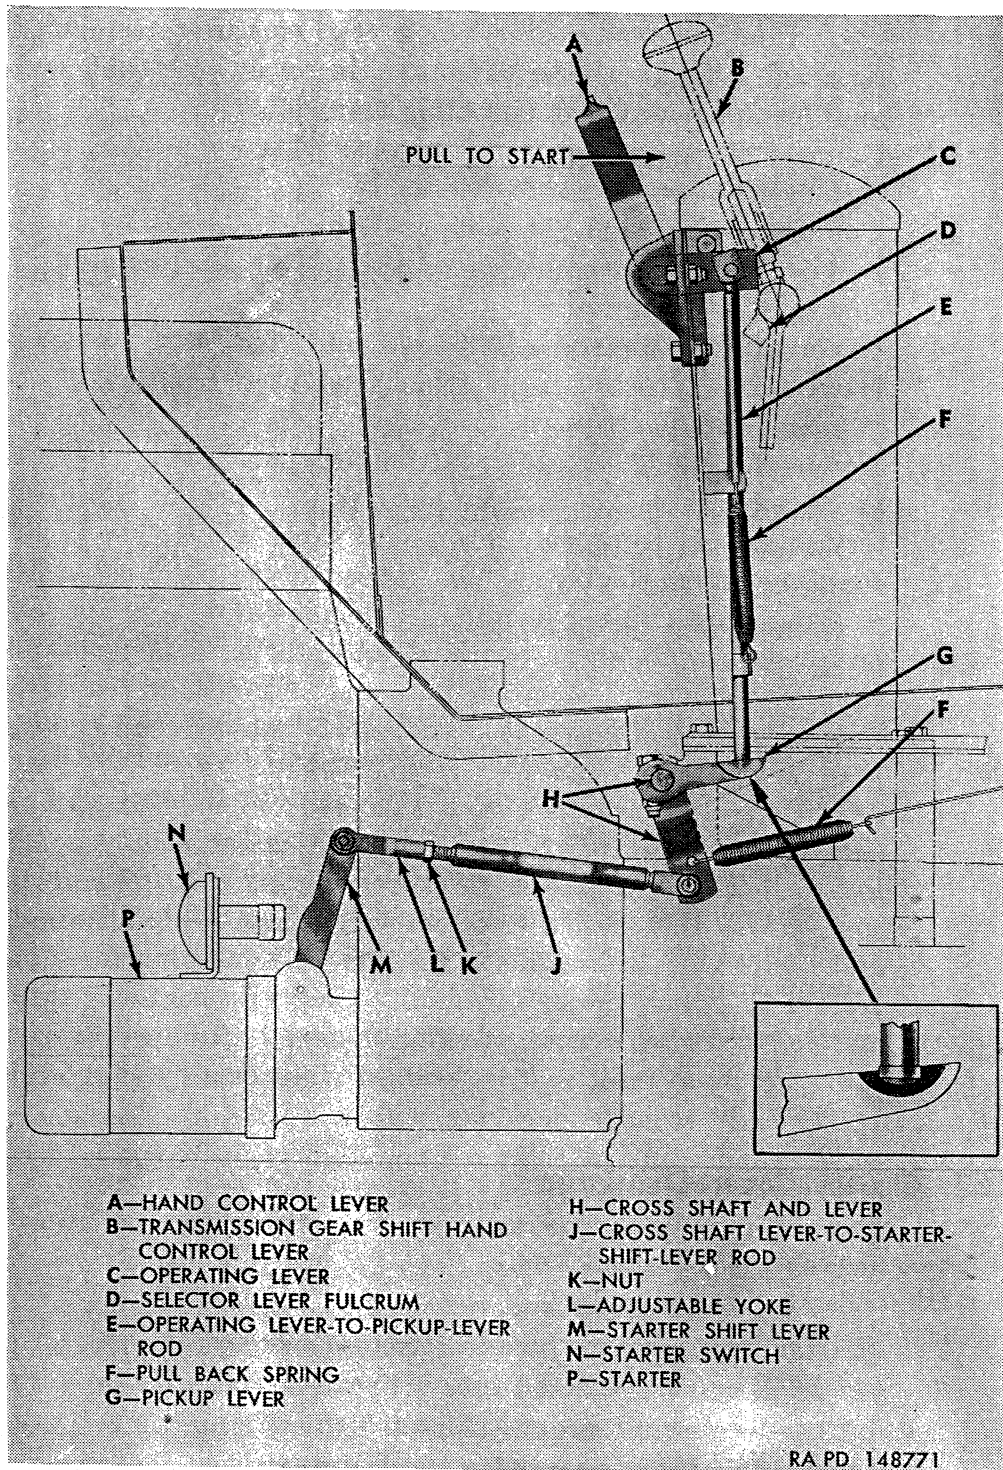 A
B
PULL TO START
C
D
E
F
G
F
H
N
P
M
L
K
J
A—HAND CONTROL LEVER
B—TRANSMISSION GEAR SHIFT HAND
CONTROL LEVER
C—OPERATING LEVER
D—SELECTOR LEVER FULCRUM
E—OPERATING LEVER-TO-PICKUP-LEVER
ROD
F—PULL BACK SPRING
G—PICKUP LEVER
H—CROSS SHAFT AND LEVER
J—CROSS SHAFT LEVER-TO-STARTER-
SHIFT-LEVER ROD
K—NUT
L—ADJUSTABLE YOKE
M—STARTER SHIFT LEVER
N—STARTER SWITCH
P—STARTER
RA PD 148771